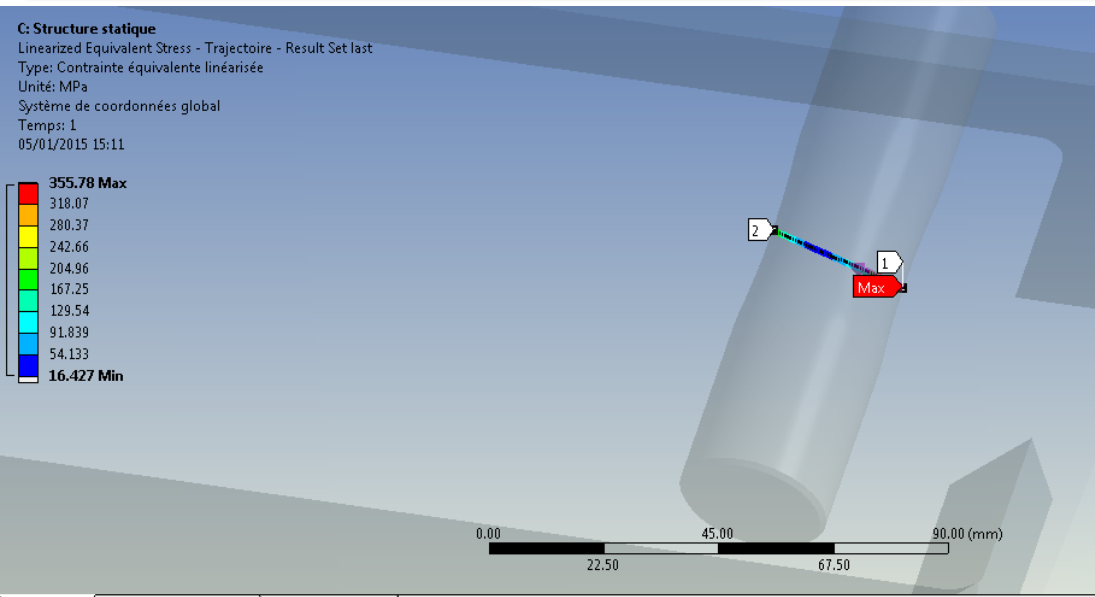 C: Structure statique
Linearized Equivalent Stress - Trajectoire - Result Set last
Type: Contrainte équivalente linéarisée
Unité: MPa
Système de coordonnées global
Temps: 1
05/01/2015 15:11
355.78 Max
318.07
280.37
242.66
204.96
167.25
129.54
91.839
54.133
16.427 Min
2
1
Max
0.00
45.00
90.00 (mm)
22.50
67.50